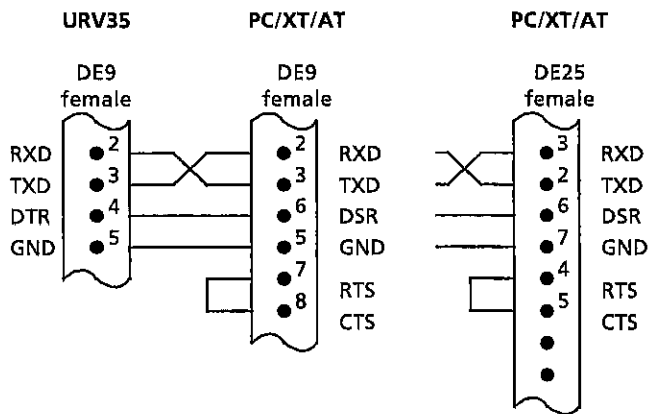 URV35 PC/XT/AT PC/XT/AT
DE9 DE9 DE25
female female female
RXD 2 2 RXD 3 RXD
TXD 3 3 TXD 2 TXD
DTR 4 6 DSR 6 DSR
GND 5 5 GND 7 GND
7 RTS 4 RTS
8 CTS 5 CTS